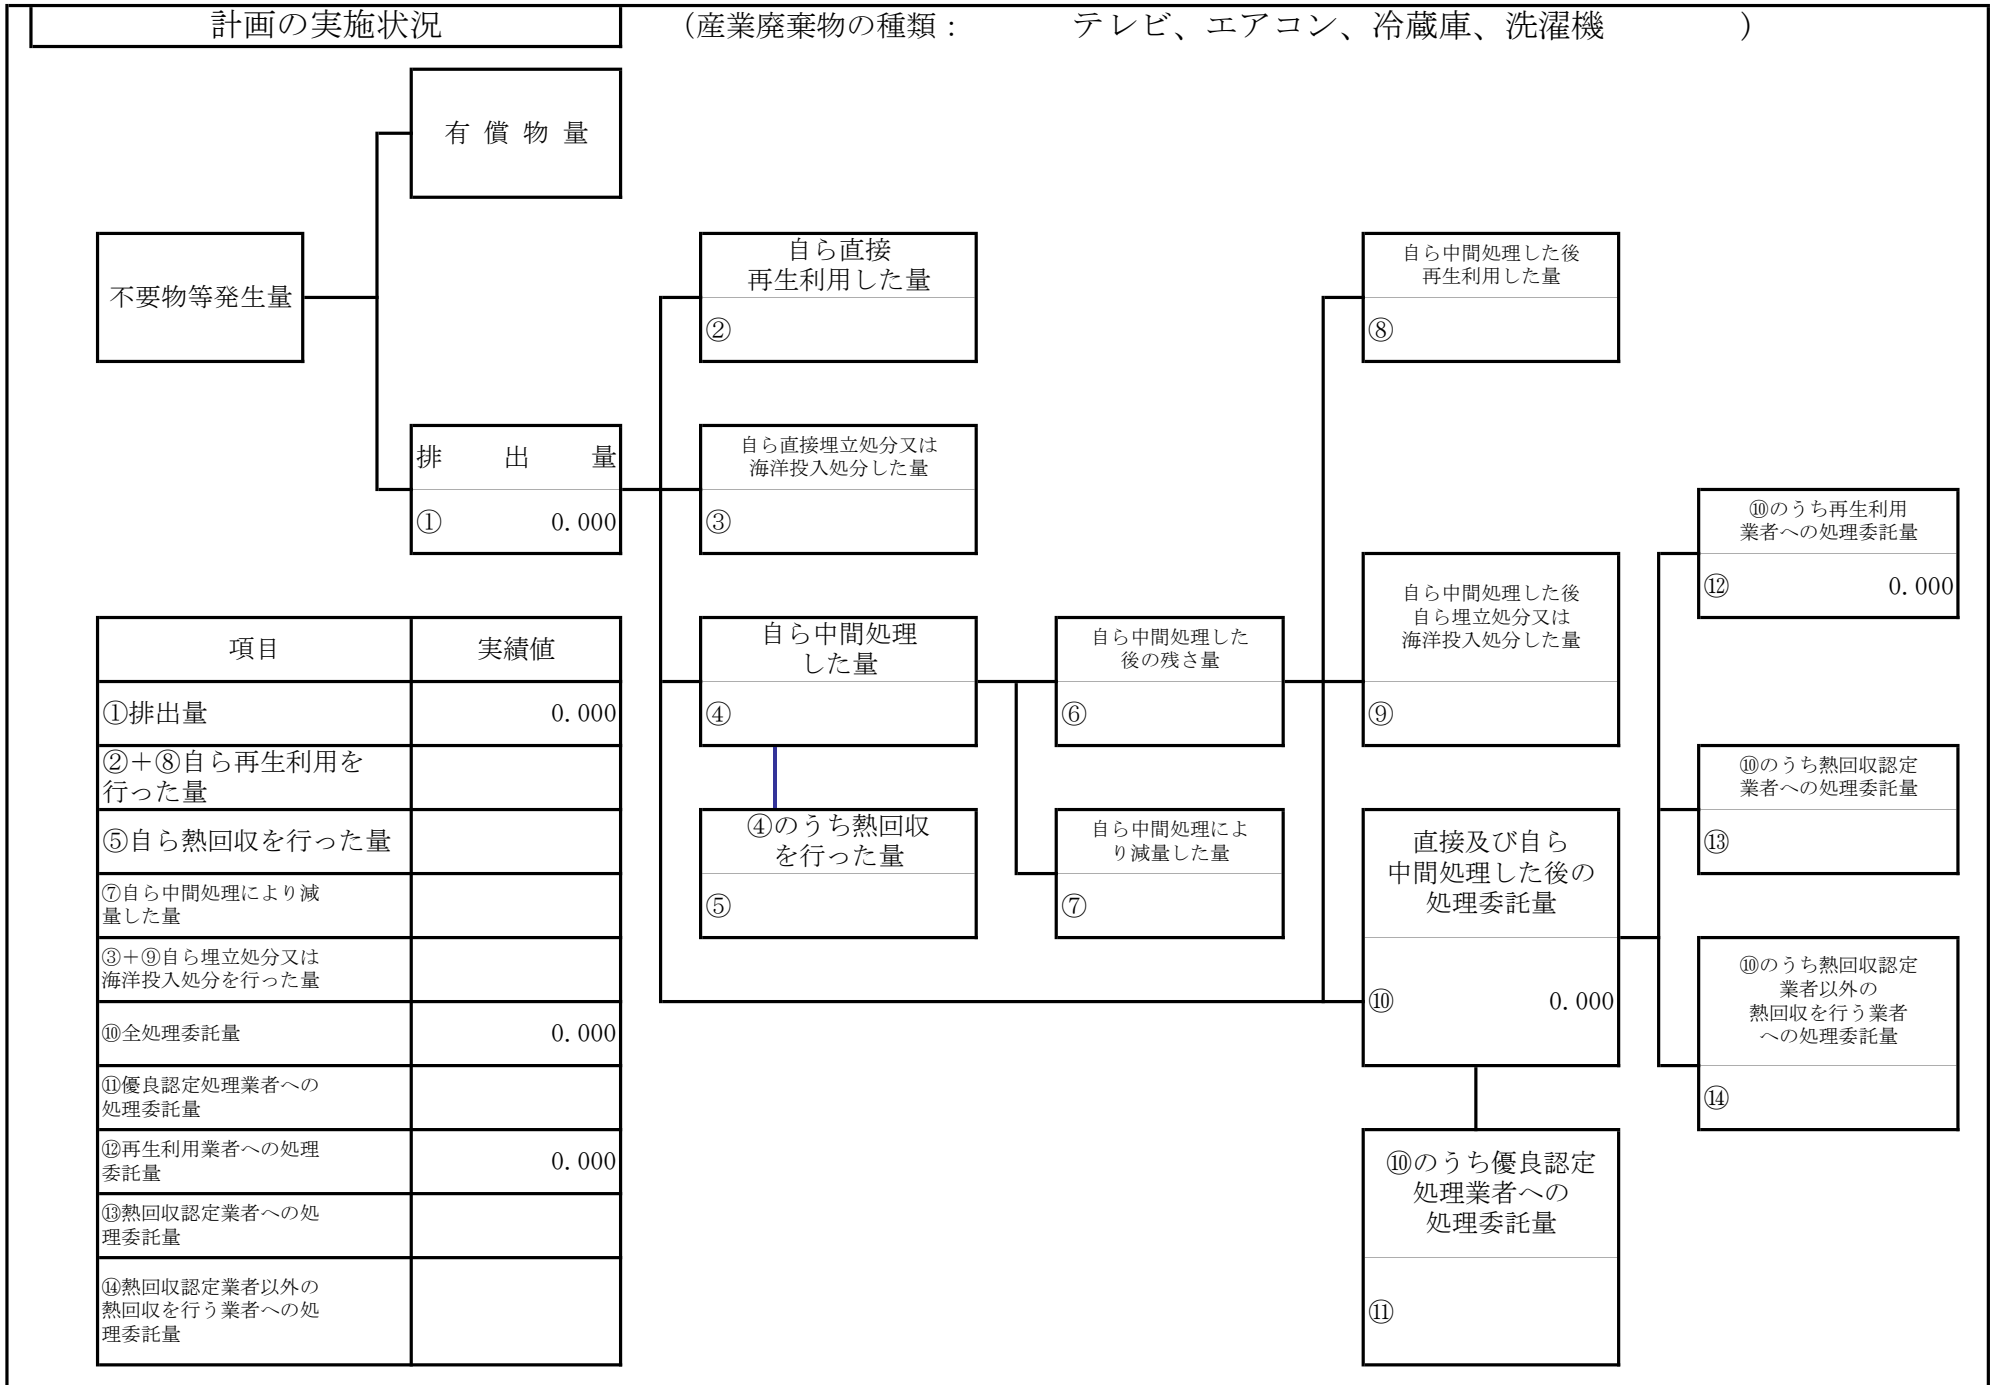 計画の実施状況
（産業廃棄物の種類： テレビ、エアコン、冷蔵庫、洗濯機 ）
有 償 物 量
不要物等発生量
自ら直接
再生利用した量
②
自ら中間処理した後
再生利用した量
⑧
排 出 量
① 0.000
自ら直接埋立処分又は
海洋投入処分した量
③
⑩のうち再生利用
業者への処理委託量
⑫ 0.000
自ら中間処理した後
自ら埋立処分又は
海洋投入処分した量
⑨
自ら中間処理
した量
④
自ら中間処理した
後の残さ量
⑥
④のうち熱回収
を行った量
⑤
自ら中間処理によ
り減量した量
⑦
直接及び自ら
中間処理した後の
処理委託量
⑩ 0.000
⑩のうち熱回収認定
業者への処理委託量
⑬
⑩のうち熱回収認定
業者以外の
熱回収を行う業者
への処理委託量
⑭
⑩のうち優良認定
処理業者への
処理委託量
⑪
項目 実績値
①排出量 0.000
②＋⑧自ら再生利用を
行った量
⑤自ら熱回収を行った量
⑦自ら中間処理により減
量した量
③＋⑨自ら埋立処分又は
海洋投入処分を行った量
⑩全処理委託量 0.000
⑪優良認定処理業者への
処理委託量
⑫再生利用業者への処理
委託量 0.000
⑬熱回収認定業者への処
理委託量
⑭熱回収認定業者以外の
熱回収を行う業者への処
理委託量